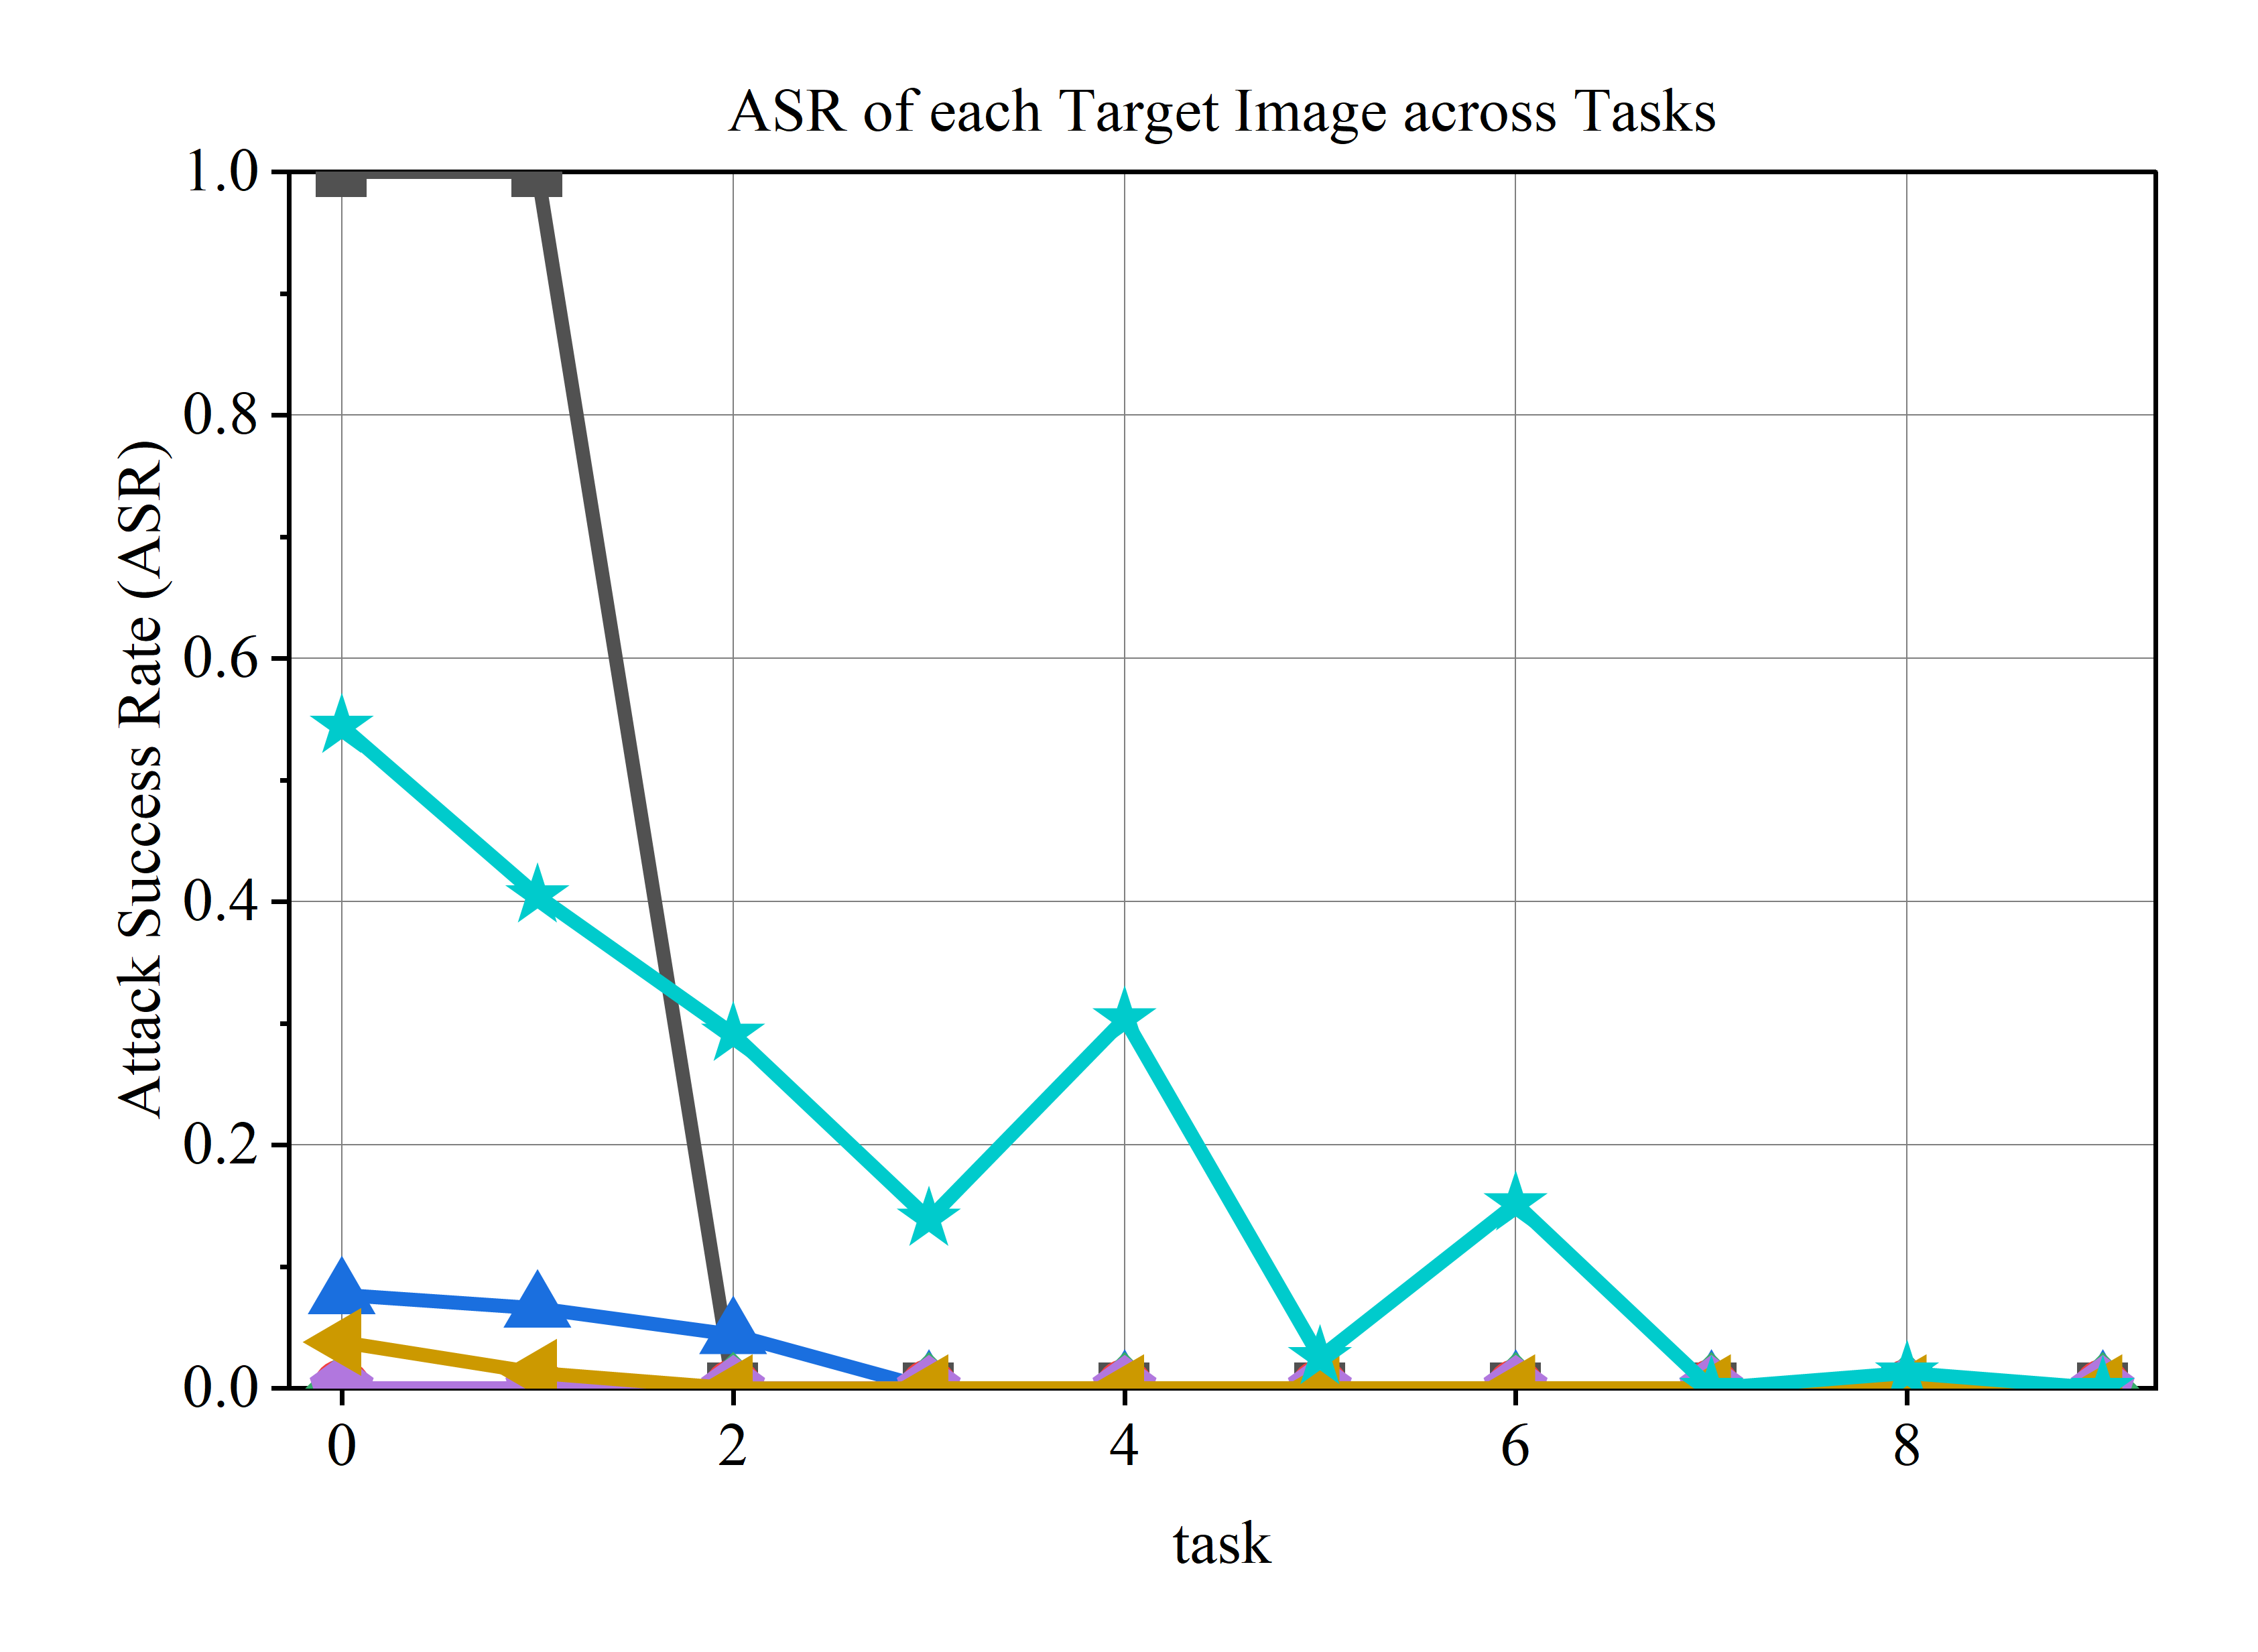 ASR of each Target Image across Tasks
1.0
0.8
0.6
0.4
0.2
0.0
Attack Success Rate (ASR)
0 2 4 6 8
task